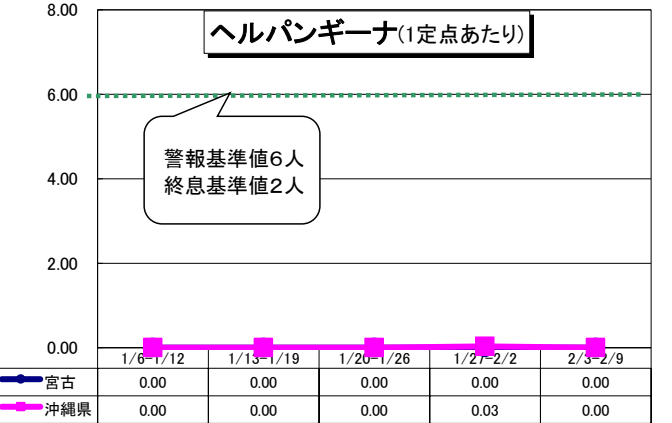 8.00
ヘルパンギーナ(1定点あたり)
6.00
警報基準値6人
終息基準値2人
4.00
2.00
0.00
1/6-1/12 1/13-1/19 1/20-1/26 1/27-2/2 2/3-2/9
宮古 0.00 0.00 0.00 0.00 0.00
沖縄県 0.00 0.00 0.00 0.03 0.00